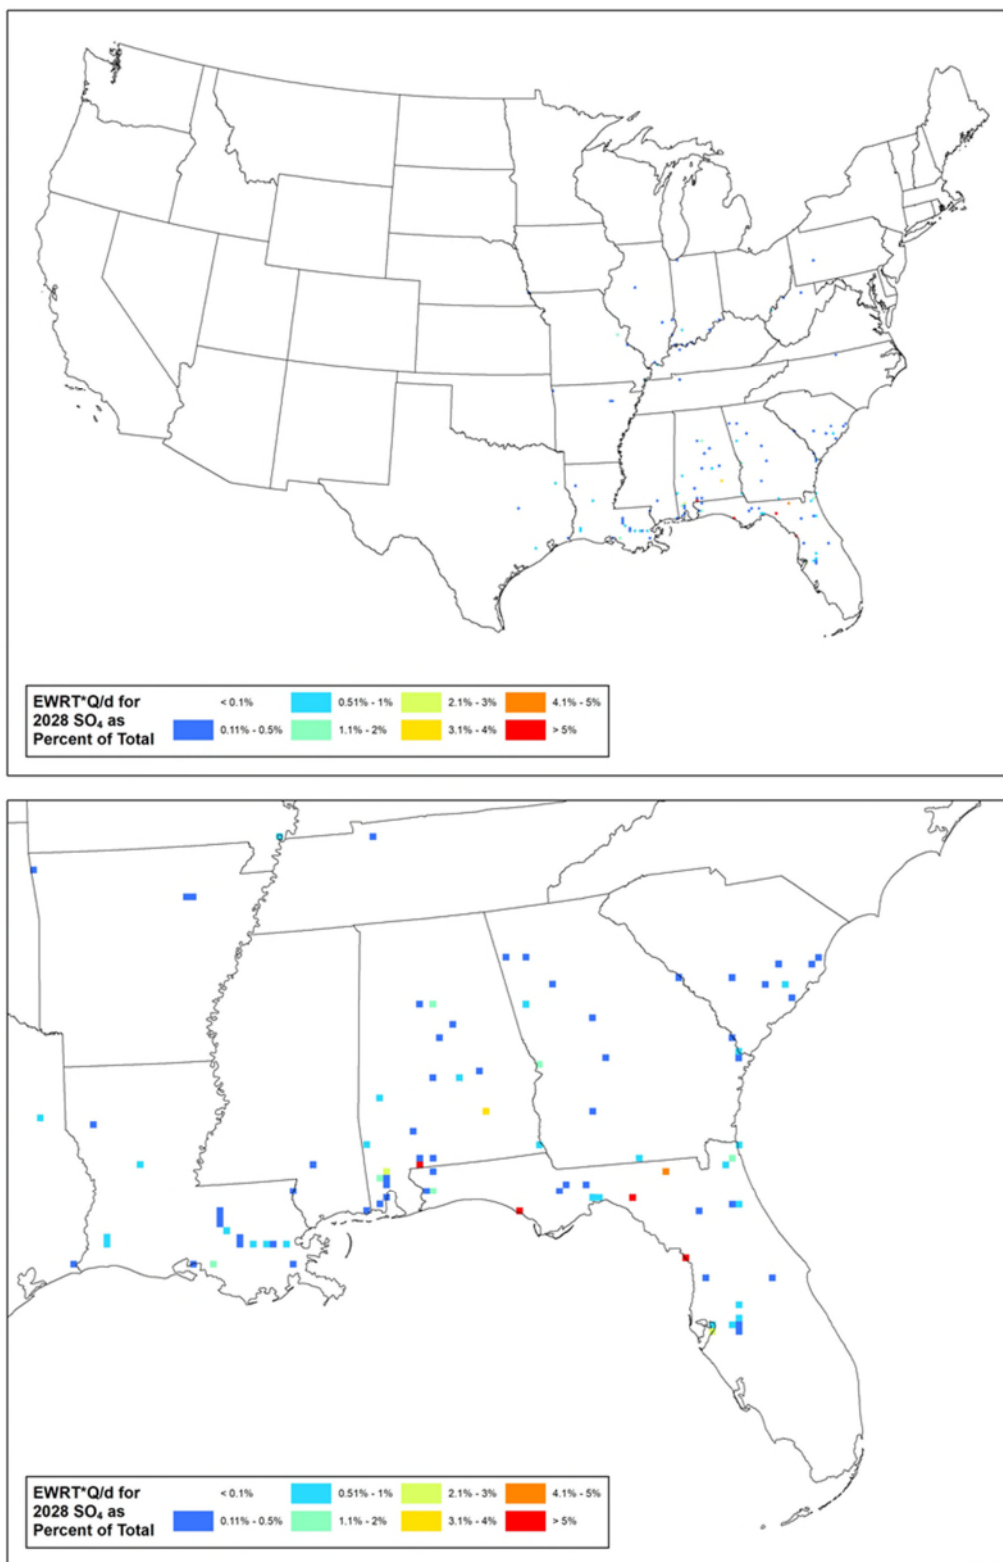 EWRT*Q/d for
2028 SO₄ as
Percent of Total
< 0.1%
0.51% - 1%
2.1% - 3%
4.1% - 5%
0.11% - 0.5%
1.1% - 2%
3.1% - 4%
> 5%
EWRT*Q/d for
2028 SO₄ as
Percent of Total
< 0.1%
0.51% - 1%
2.1% - 3%
4.1% - 5%
0.11% - 0.5%
1.1% - 2%
3.1% - 4%
> 5%